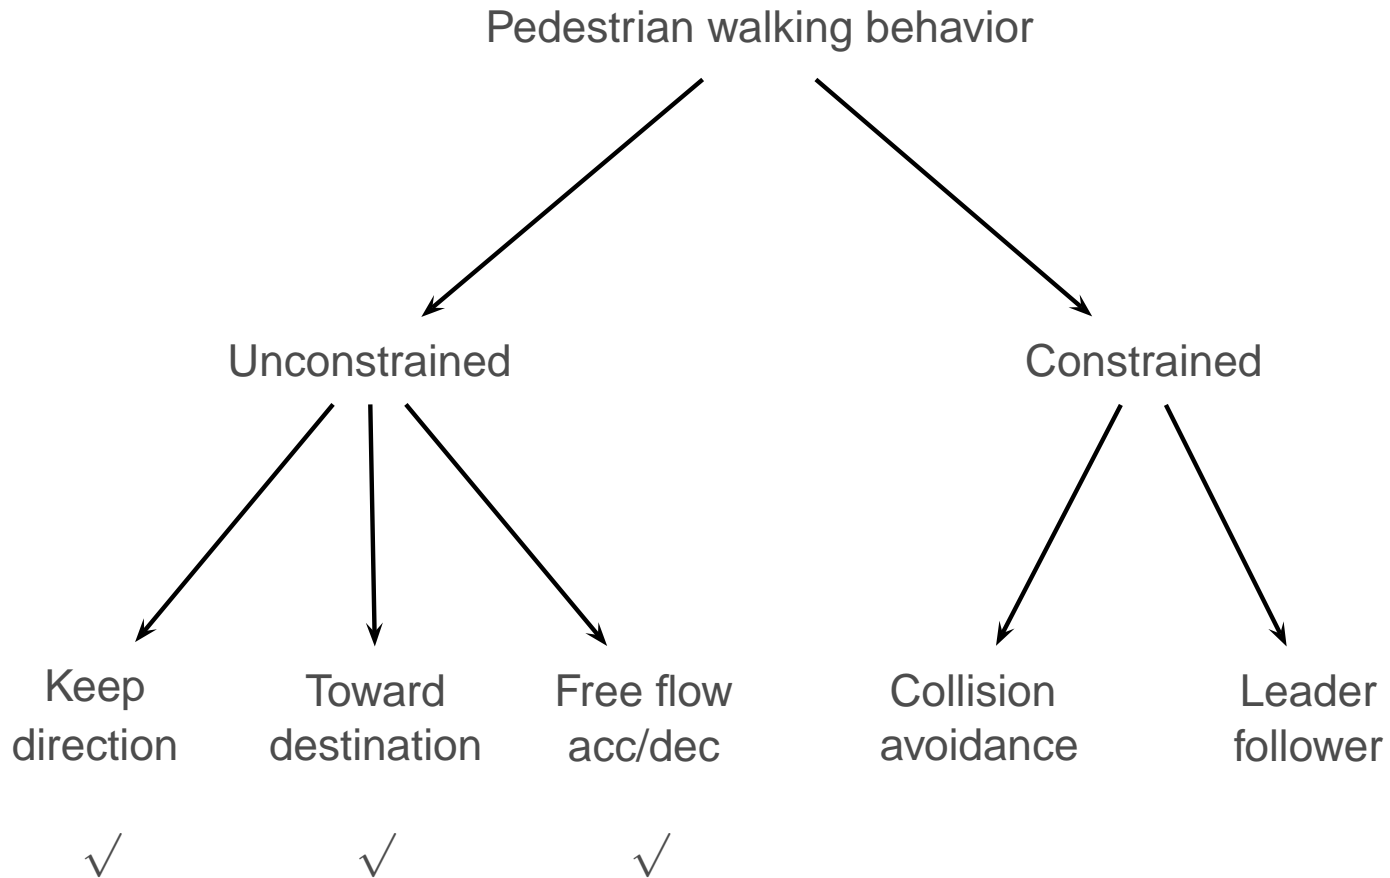 Pedestrian walking behavior
Unconstrained
Constrained
Keep
direction
Toward
destination
Free flow
acc/dec
Collision
avoidance
Leader
follower
√ √ √